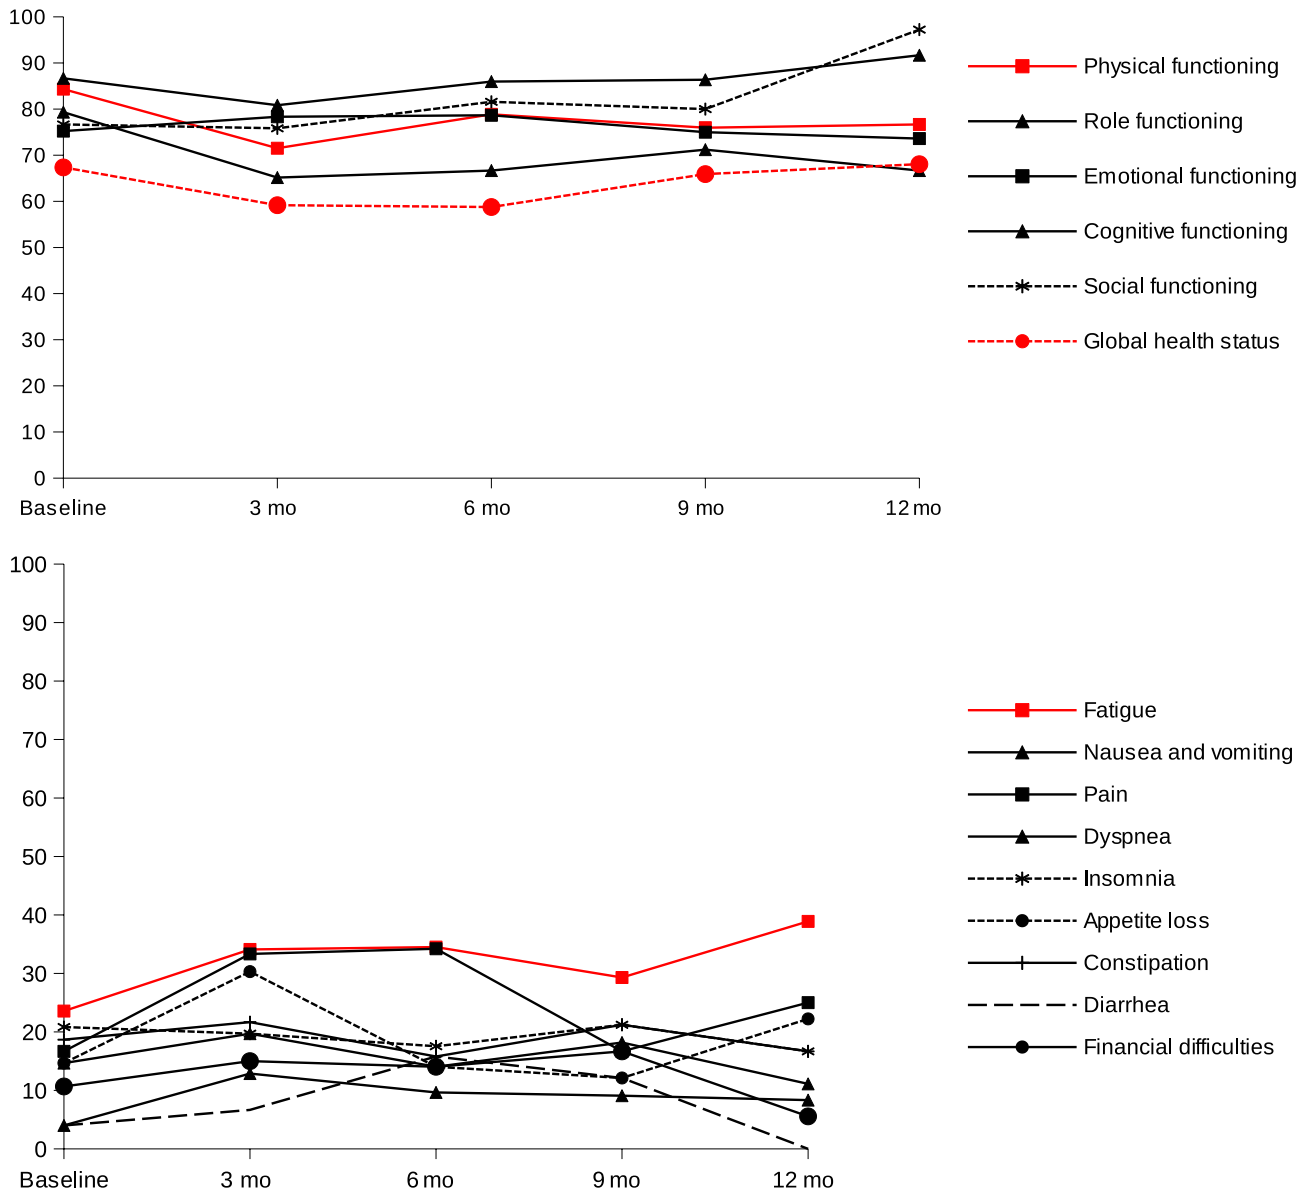 100
90
80
70
60
50
40
30
20
10
0
Baseline
3 mo
6 mo
9 mo
12 mo
Physical functioning
Role functioning
Emotional functioning
Cognitive functioning
Social functioning
Global health status
100
90
80
70
60
50
40
30
20
10
0
Baseline
3 mo
6 mo
9 mo
12 mo
Fatigue
Nausea and vomiting
Pain
Dyspnea
Insomnia
Appetite loss
Constipation
Diarrhea
Financial difficulties